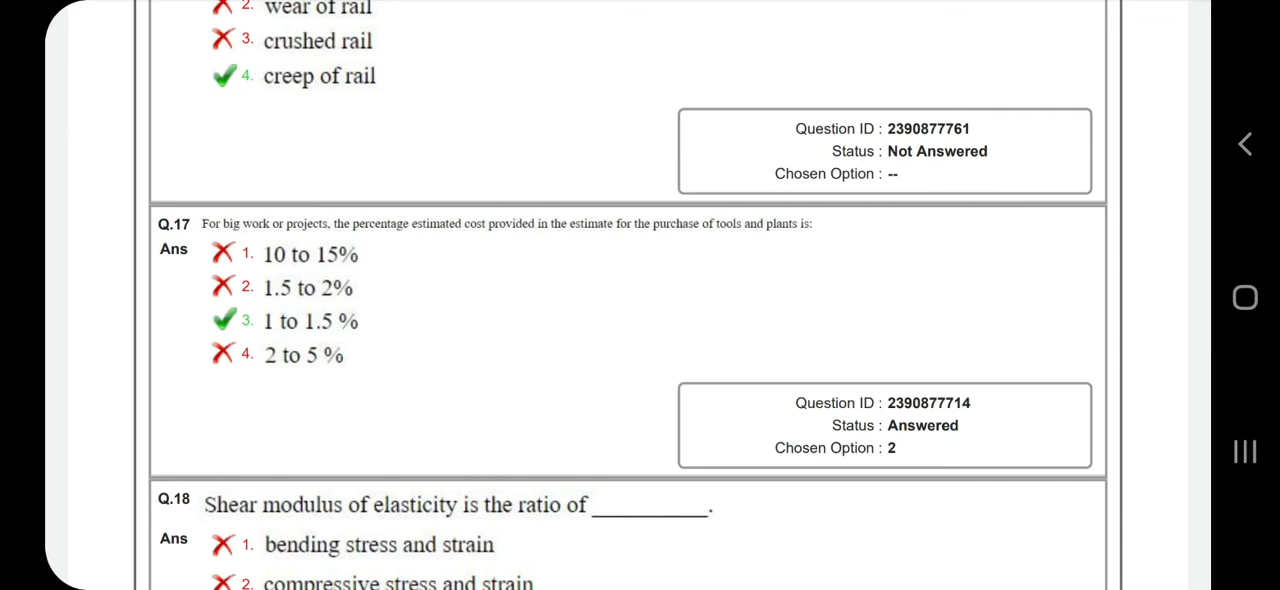 2. wear of rail
3. crushed rail
4. creep of rail
Question ID : 2390877761
Status : Not Answered
Chosen Option : --
Q.17 For big work or projects, the percentage estimated cost provided in the estimate for the purchase of tools and plants is:
Ans 1. 10 to 15%
2. 1.5 to 2%
3. 1 to 1.5 %
4. 2 to 5 %
Question ID : 2390877714
Status : Answered
Chosen Option : 2
Q.18 Shear modulus of elasticity is the ratio of __________.
Ans 1. bending stress and strain
2. compressive stress and strain